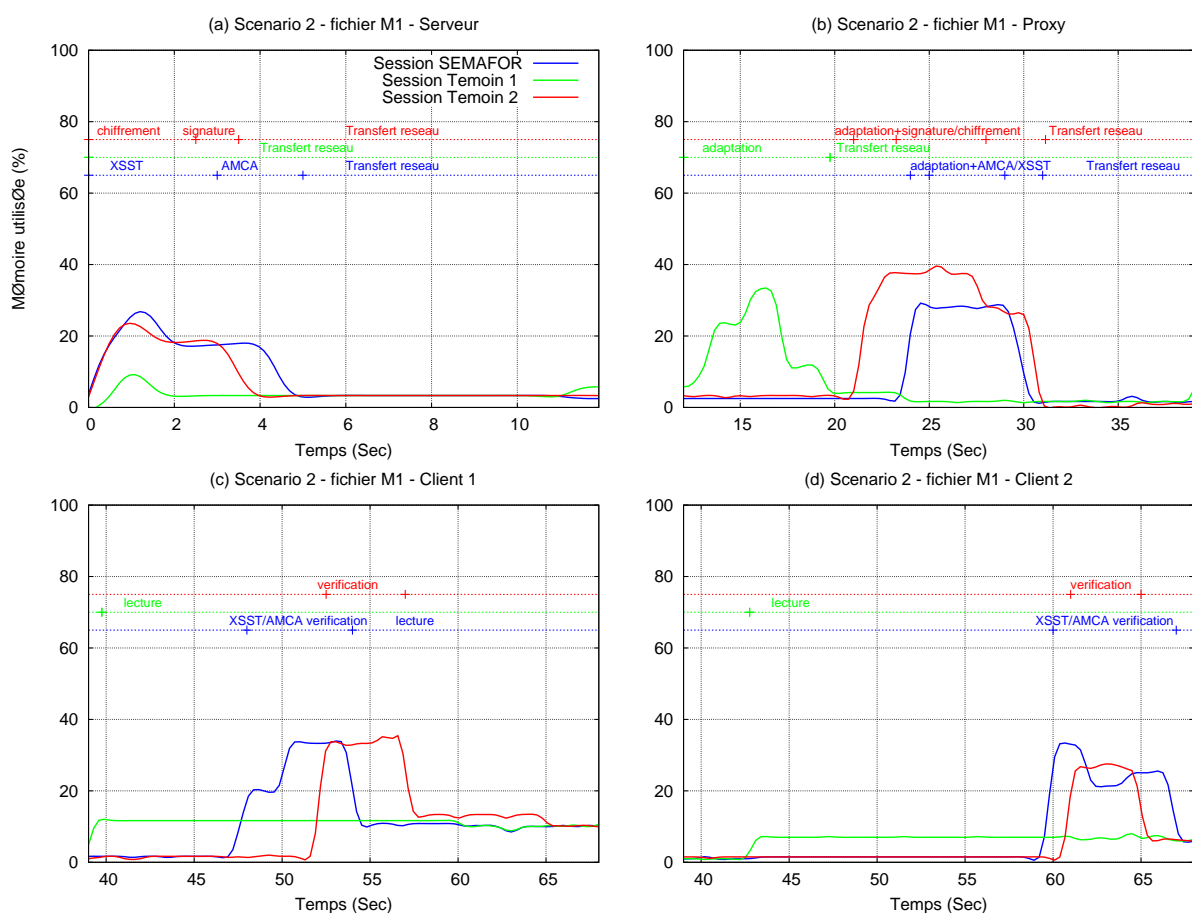 (a) Scenario 2 - fichier M1 - Serveur
100
80
60
40
20
0
MØmoire utilisØe (%)
Session SEMAFOR
Session Temoin 1
Session Temoin 2
chiffrement signature Transfert reseau
Transfert reseau
XSST AMCA Transfert reseau
0 2 4 6 8 10
Temps (Sec)
(b) Scenario 2 - fichier M1 - Proxy
100
80
60
40
20
0
adaptation+signature/chiffrement Transfert reseau
adaptation Transfert reseau
adaptation+AMCA/XSST Transfert reseau
15 20 25 30 35
Temps (Sec)
(c) Scenario 2 - fichier M1 - Client 1
100
80
60
40
20
0
verification
lecture
XSST/AMCA verification lecture
40 45 50 55 60 65
Temps (Sec)
(d) Scenario 2 - fichier M1 - Client 2
100
80
60
40
20
0
verification
lecture
XSST/AMCA verification
40 45 50 55 60 65
Temps (Sec)